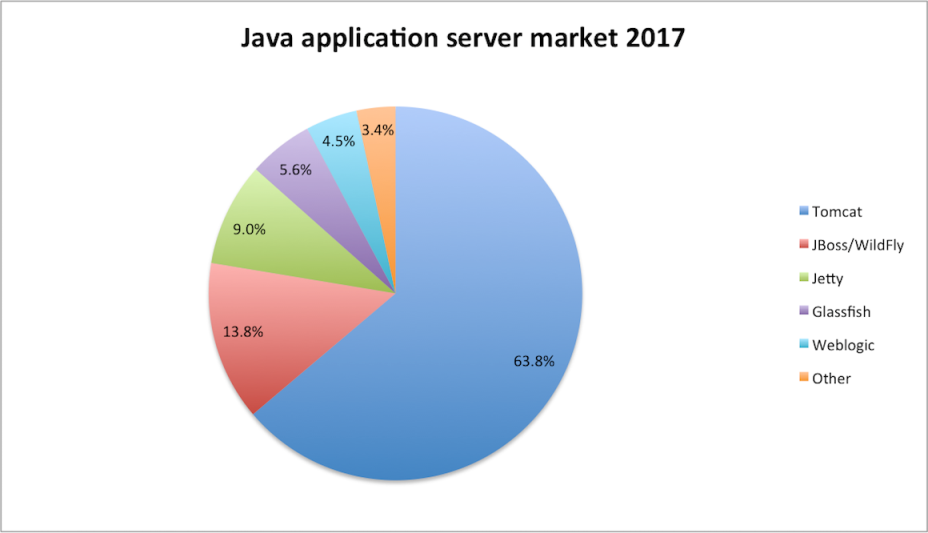 Java application server market 2017
3.4%
4.5%
5.6%
9.0%
13.8%
63.8%
Tomcat
JBoss/WildFly
Jetty
Glassfish
Weblogic
Other